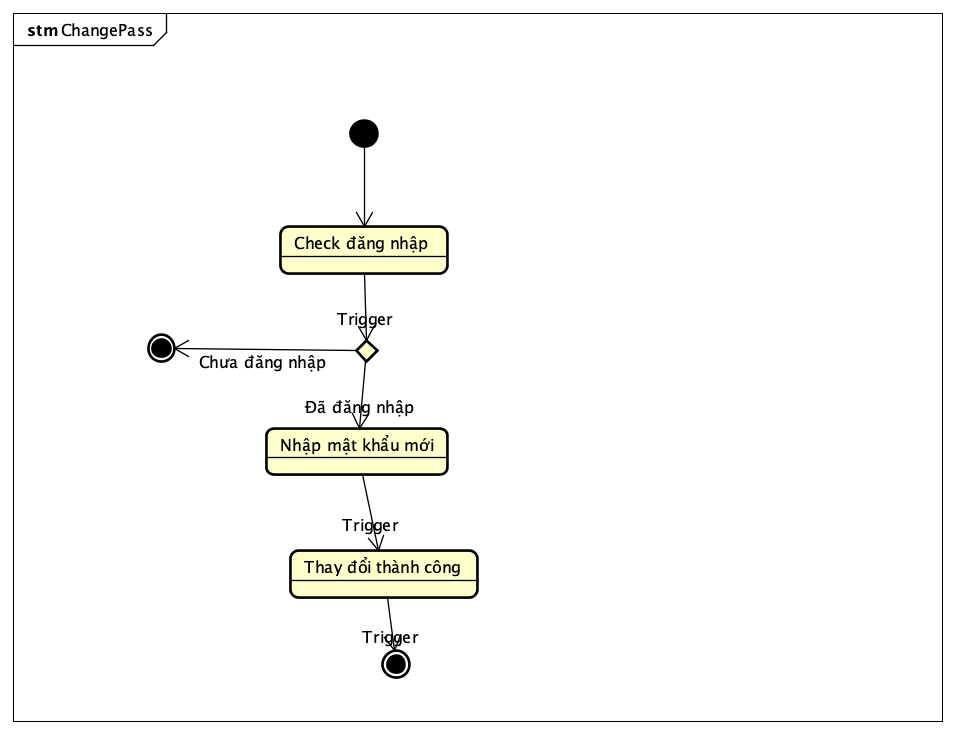 stm ChangePass
Check đăng nhập
Trigger
Chưa đăng nhập
Đã đăng nhập
Nhập mật khẩu mới
Trigger
Thay đổi thành công
Trigger